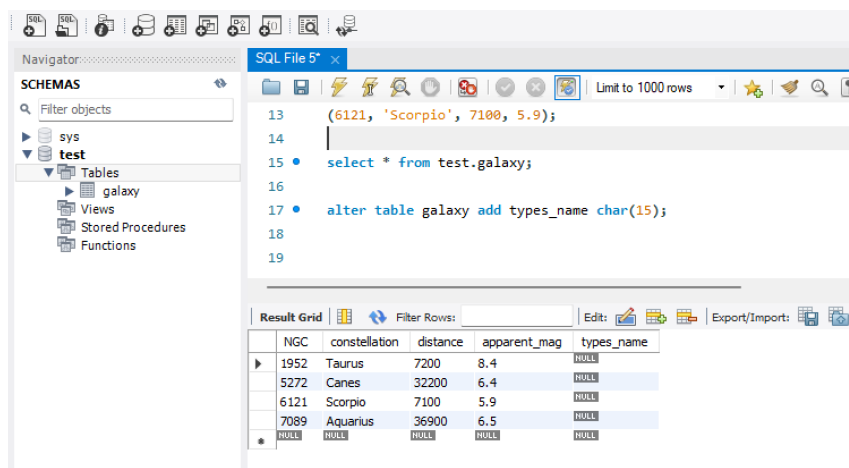 SQL SQL
Navigator
SCHEMAS
Filter objects
sys
test
Tables
galaxy
Views
Stored Procedures
Functions
SQL File 5*
Limit to 1000 rows
13 (6121, 'Scorpio', 7100, 5.9);
14
15 select * from test.galaxy;
16
17 alter table galaxy add types_name char(15);
18
19
Result Grid Filter Rows: Edit: Export/Import:
NGC constellation distance apparent_mag types_name
1952 Taurus 7200 8.4 NULL
5272 Canes 32200 6.4 NULL
6121 Scorpio 7100 5.9 NULL
7089 Aquarius 36900 6.5 NULL
NULL NULL NULL NULL NULL